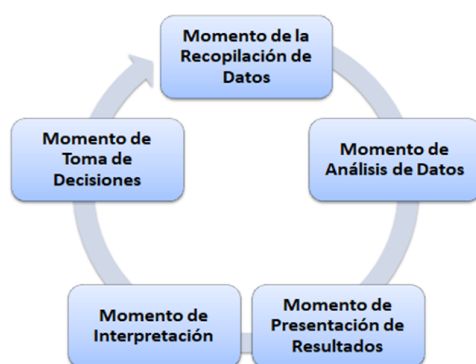 Momento de la
Recopilación de
Datos
Momento de
Análisis de Datos
Momento de
Presentación de
Resultados
Momento de
Interpretación
Momento de
Toma de
Decisiones